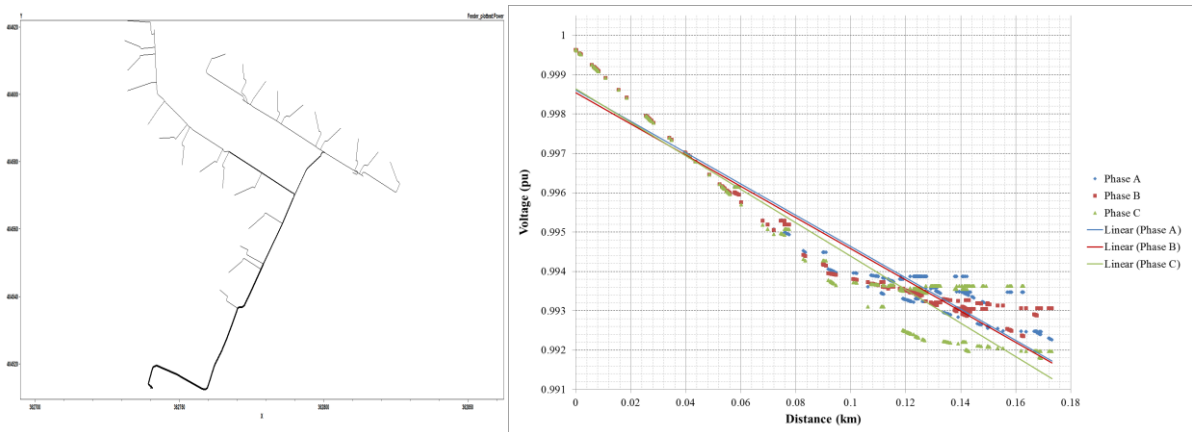 Y
Feeder_plotted:Power
X
1
0.999
0.998
0.997
0.996
0.995
0.994
0.993
0.992
0.991
0 0.02 0.04 0.06 0.08 0.1 0.12 0.14 0.16 0.18
Voltage (pu)
Distance (km)
Phase A
Phase B
Phase C
Linear (Phase A)
Linear (Phase B)
Linear (Phase C)